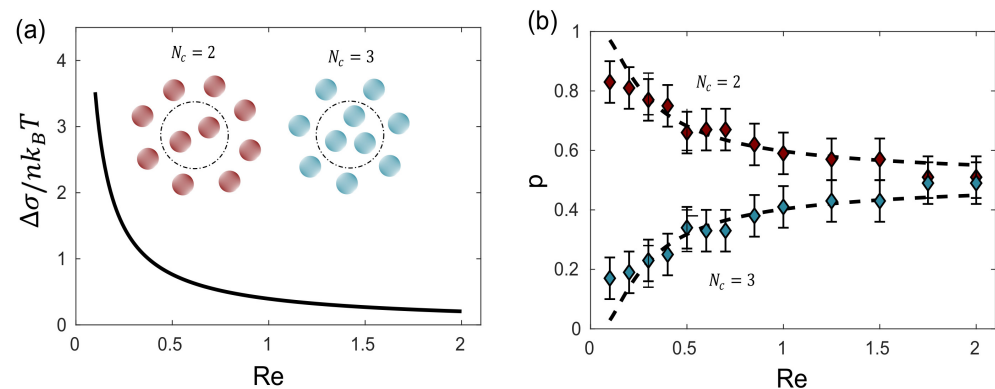 (a)
Δσ/nk_BT
4
3
2
1
0
N_c = 2
N_c = 3
0
0.5
1
1.5
2
Re
(b)
p
1
0.8
0.6
0.4
0.2
0
N_c = 2
N_c = 3
0
0.5
1
1.5
2
Re